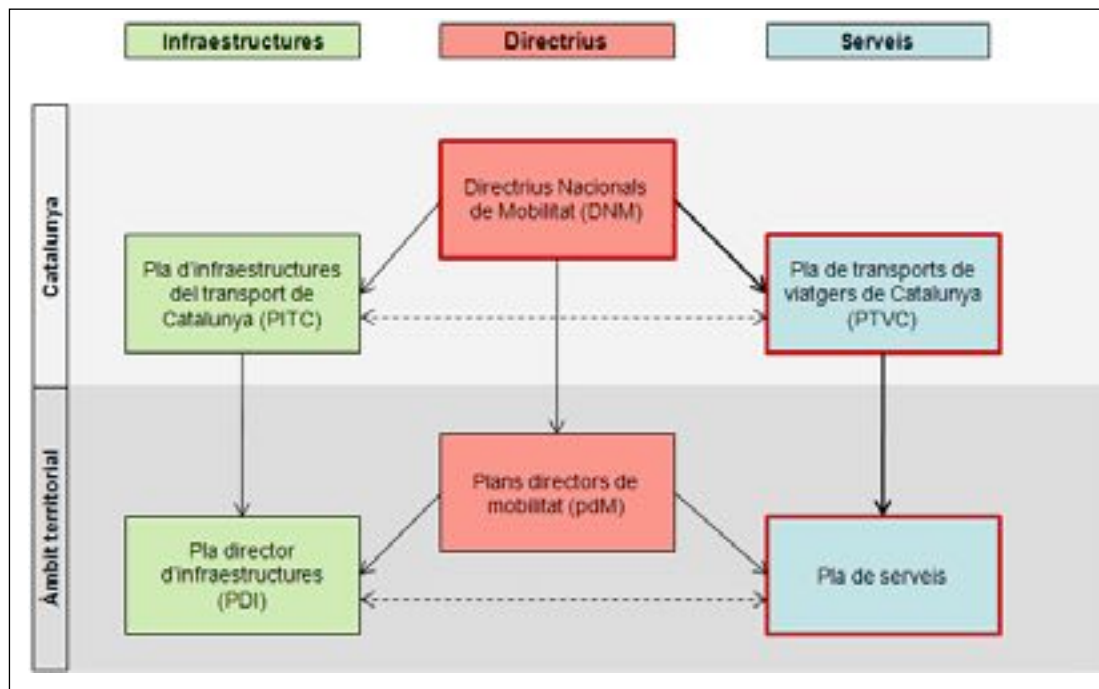 Infraestructures
Directrius
Serveis
Catalunya
Directrius Nacionals
de Mobilitat (DNM)
Pla d'infraestructures
del transport de
Catalunya (PITC)
Pla de transports de
viatgers de Catalunya
(PTVC)
Àmbit territorial
Plans directors de
mobilitat (pdM)
Pla director
d'infraestructures
(PDI)
Pla de serveis